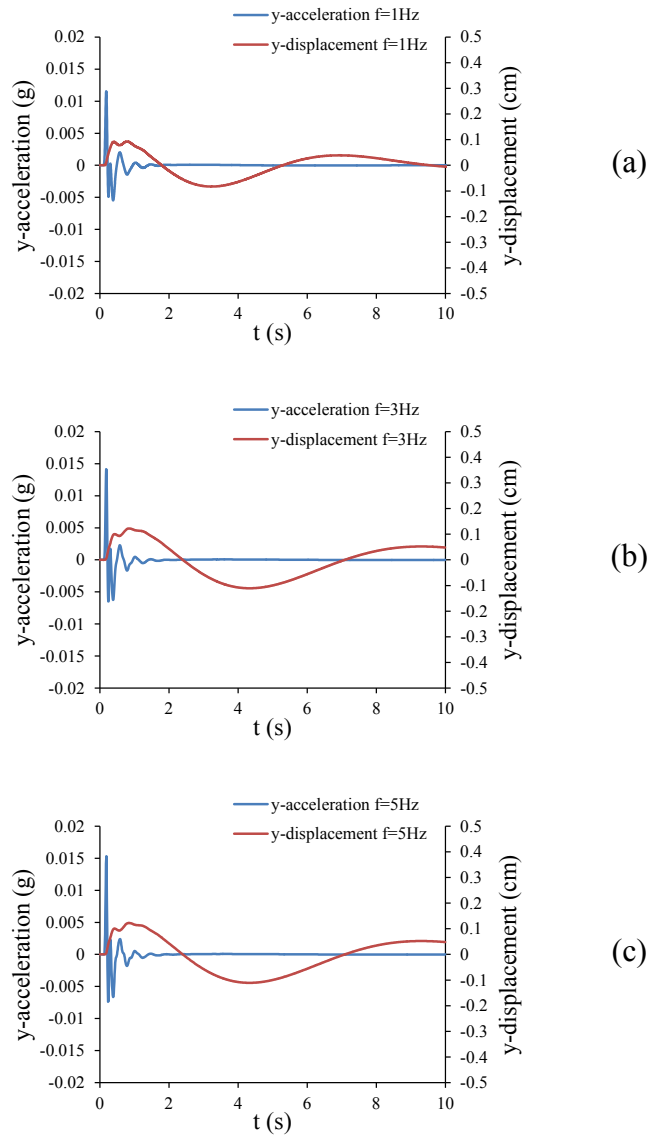 y-acceleration f=1Hz
y-displacement f=1Hz
0.02
0.015
0.01
0.005
0
-0.005
-0.01
-0.015
-0.02
y-acceleration (g)
0.5
0.4
0.3
0.2
0.1
0
-0.1
-0.2
-0.3
-0.4
-0.5
y-displacement (cm)
0 2 4 6 8 10
t (s)
(a)
y-acceleration f=3Hz
y-displacement f=3Hz
0.02
0.015
0.01
0.005
0
-0.005
-0.01
-0.015
-0.02
y-acceleration (g)
0.5
0.4
0.3
0.2
0.1
0
-0.1
-0.2
-0.3
-0.4
-0.5
y-displacement (cm)
0 2 4 6 8 10
t (s)
(b)
y-acceleration f=5Hz
y-displacement f=5Hz
0.02
0.015
0.01
0.005
0
-0.005
-0.01
-0.015
-0.02
y-acceleration (g)
0.5
0.4
0.3
0.2
0.1
0
-0.1
-0.2
-0.3
-0.4
-0.5
y-displacement (cm)
0 2 4 6 8 10
t (s)
(c)